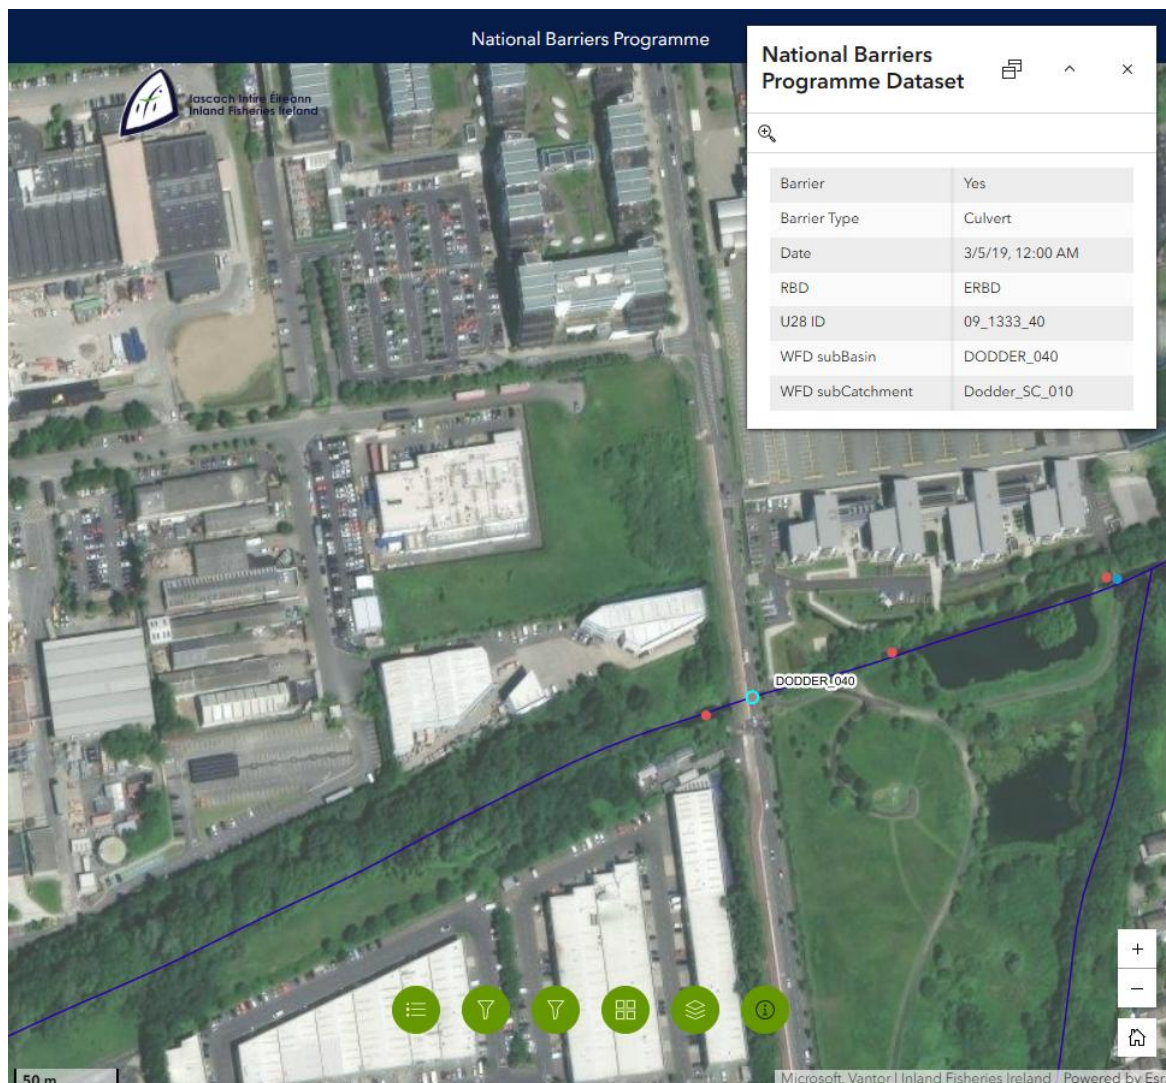 National Barriers Programme
Iascach Intíre Éireann
Inland Fisheries Ireland
National Barriers
Programme Dataset
Barrier Yes
Barrier Type Culvert
Date 3/5/19, 12:00 AM
RBD ERBD
U28 ID 09_1333_40
WFD subBasin DODDER_040
WFD subCatchment Dodder_SC_010
DODDER_040
50 m
Microsoft, Vantor | Inland Fisheries Ireland Powered by Esr